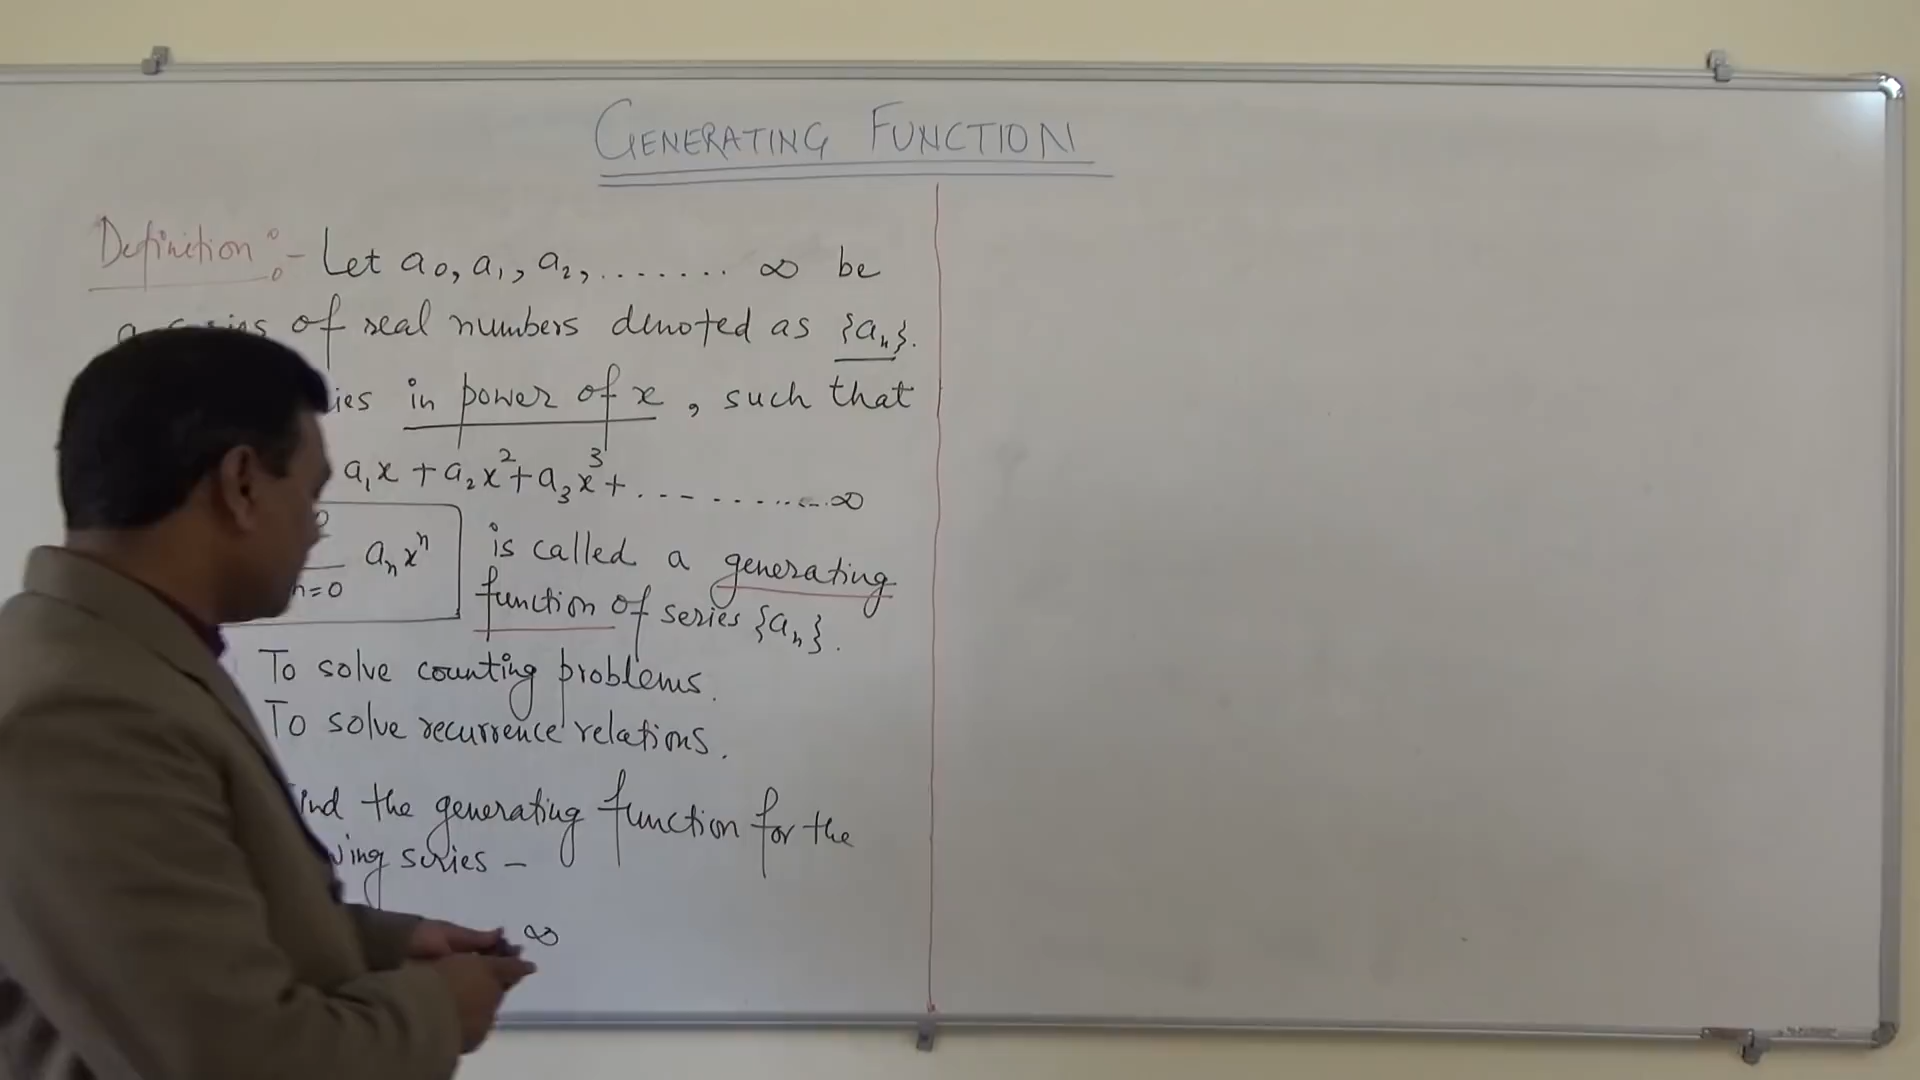 GENERATING FUNCTION
Definition :- Let a₀, a₁, a₂, ....... ∞ be
a series of real numbers denoted as {aₙ}.
in power of x, such that
a₁x + a₂x² + a₃x³ + .......... ∞
n=0 aₙxⁿ
is called a generating
function of series {aₙ}.
To solve counting problems.
To solve recurrence relations.
the generating function for the
series –
∞